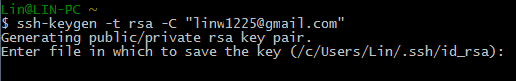 Lin@LIN-PC ~
$ ssh-keygen -t rsa -C "linw1225@gmail.com"
Generating public/private rsa key pair.
Enter file in which to save the key (/c/Users/Lin/.ssh/id_rsa):